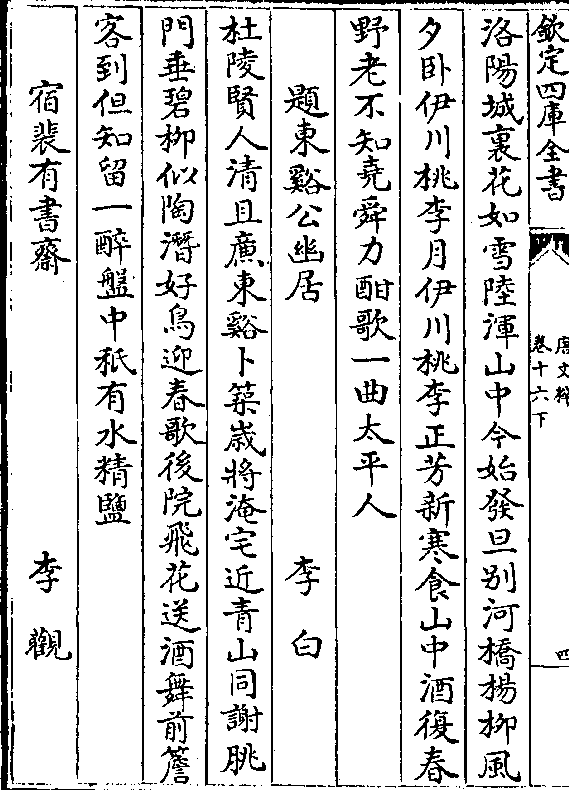 欽定四庫全書
唐文粹
卷十六下
四
洛陽城裏花如雪陸渾山中今始發旦别河橋楊柳風
夕卧伊川桃李月伊川桃李正芳新寒食山中酒復春
野老不知堯舜力酣歌一曲太平人
題東谿公幽居 李白
杜陵賢人清且㢘東谿卜築嵗將淹宅近青山同謝朓
門垂碧柳似陶潛好鳥迎春歌後院飛花送酒舞前簷
客到但知留一醉盤中秖有水精鹽
宿裴有書齋 李觀